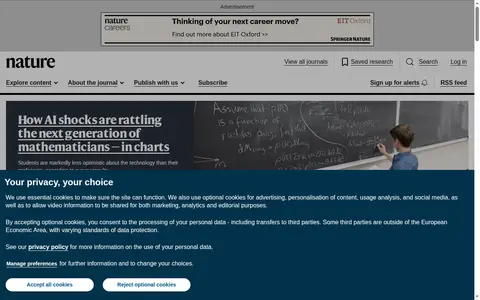 Advertisement
nature
careers
Thinking of your next career move?
Find out more about EIT Oxford >>
EIT Oxford
SPRINGER NATURE
nature
View all journals
Saved research
Search
Log in
Explore content
About the journal
Publish with us
Subscribe
Sign up for alerts
RSS feed
How AI shocks are rattling
the next generation of
mathematicians — in charts
Students are markedly less optimistic about the technology than their
Your privacy, your choice
We use essential cookies to make sure the site can function. We also use optional cookies for advertising, personalisation of content, usage analysis, and social media, as
well as to allow video information to be shared for both marketing, analytics and editorial purposes.
By accepting optional cookies, you consent to the processing of your personal data - including transfers to third parties. Some third parties are outside of the European
Economic Area, with varying standards of data protection.
See our privacy policy for more information on the use of your personal data.
Manage preferences for further information and to change your choices.
Accept all cookies
Reject optional cookies